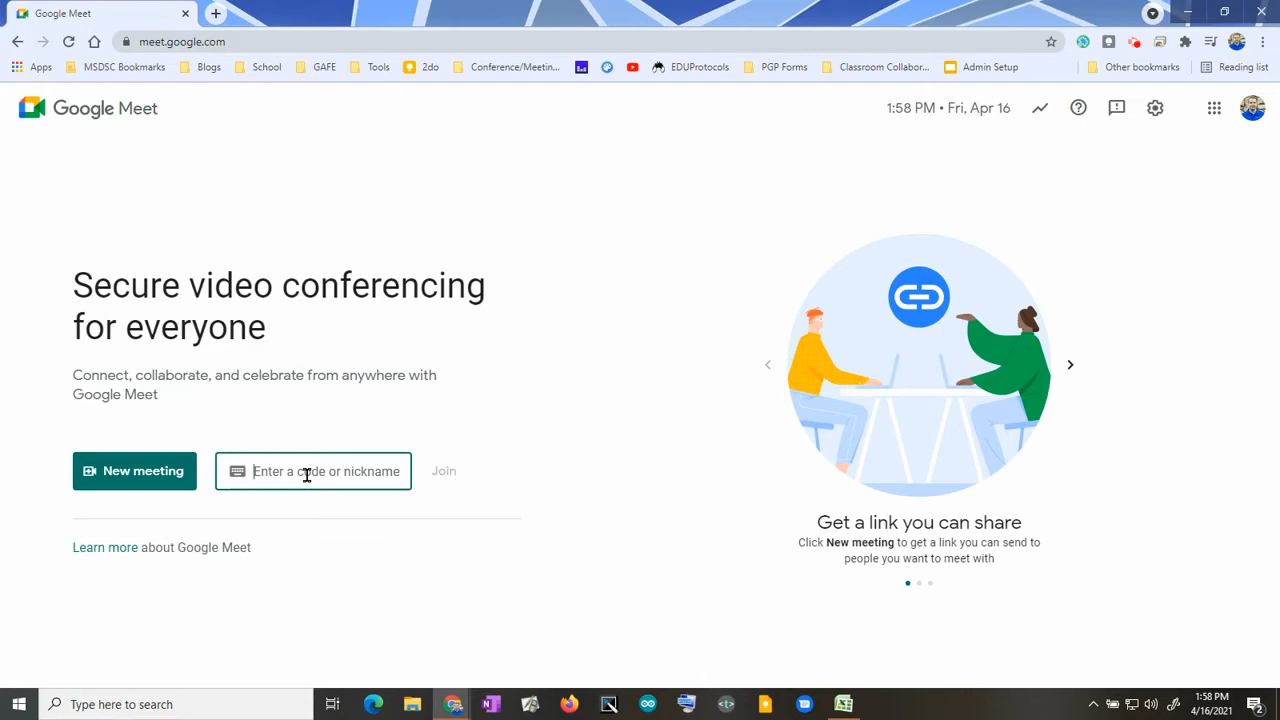 Google Meet
meet.google.com
Apps
MSDSC Bookmarks
Blogs
School
GAFE
Tools
2do
Conference/Meetin...
EDUProtocols
PGP Forms
Classroom Collabor...
Admin Setup
Other bookmarks
Reading list
Google Meet
1:58 PM • Fri, Apr 16
Secure video conferencing
for everyone
Connect, collaborate, and celebrate from anywhere with
Google Meet
New meeting
Enter a code or nickname
Join
Learn more about Google Meet
Get a link you can share
Click New meeting to get a link you can send to
people you want to meet with
Type here to search
1:58 PM
4/16/2021